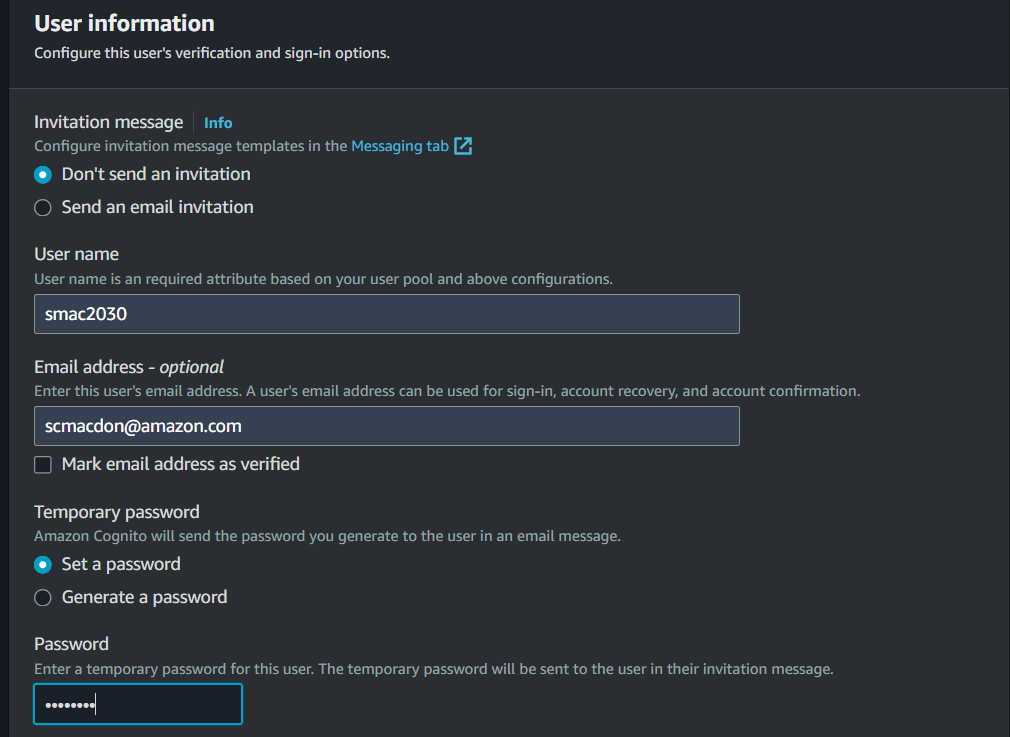 User information
Configure this user's verification and sign-in options.
Invitation message Info
Configure invitation message templates in the Messaging tab
Don't send an invitation
Send an email invitation
User name
User name is an required attribute based on your user pool and above configurations.
smac2030
Email address - optional
Enter this user's email address. A user's email address can be used for sign-in, account recovery, and account confirmation.
scmacdon@amazon.com
Mark email address as verified
Temporary password
Amazon Cognito will send the password you generate to the user in an email message.
Set a password
Generate a password
Password
Enter a temporary password for this user. The temporary password will be sent to the user in their invitation message.
••••••••